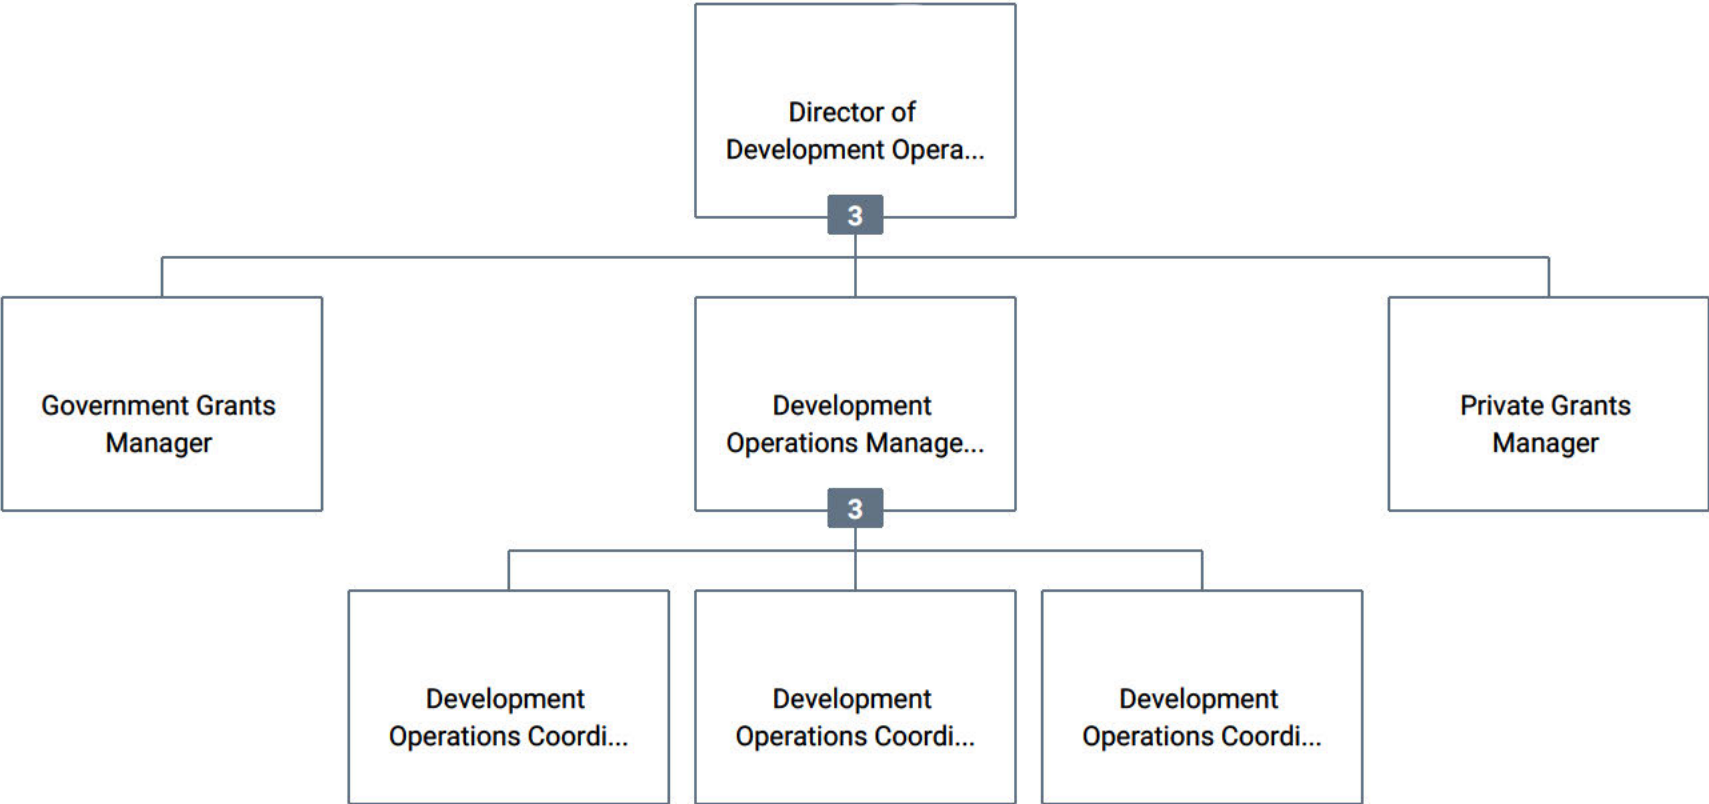 Director of
Development Opera...
3
Government Grants
Manager
Development
Operations Manage...
3
Private Grants
Manager
Development
Operations Coordi...
Development
Operations Coordi...
Development
Operations Coordi...